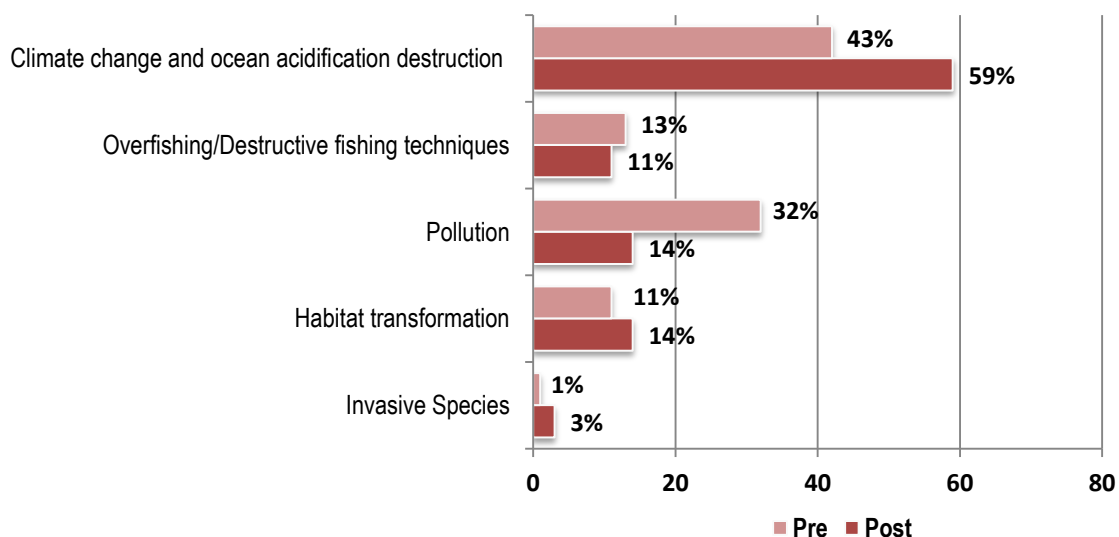 Climate change and ocean acidification destruction
43%
59%
Overfishing/Destructive fishing techniques
13%
11%
Pollution
32%
14%
Habitat transformation
11%
14%
Invasive Species
1%
3%
0 20 40 60 80
Pre Post